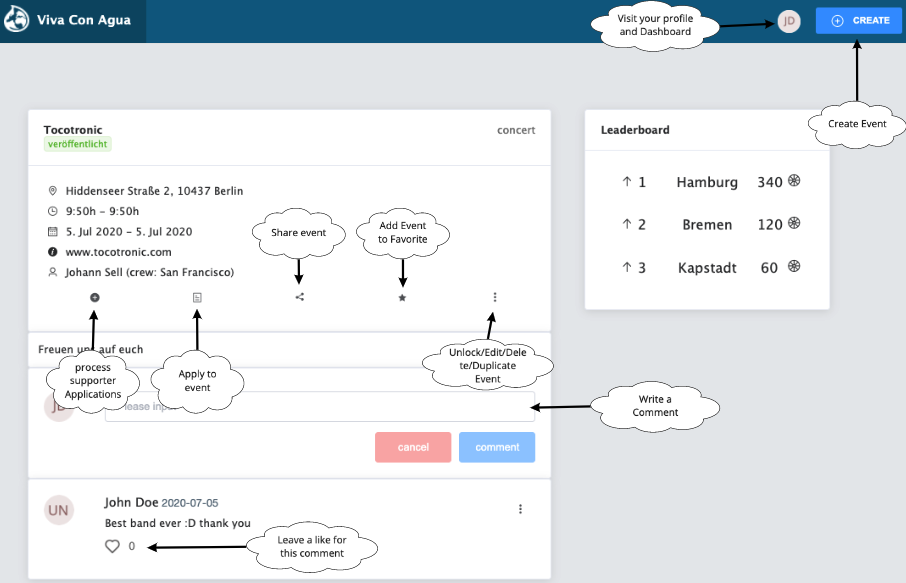 Viva Con Agua
Visit your profile
and Dashboard
JD
CREATE
Create Event
Tocotronic
concert
veröffentlicht
Hiddenseer Straße 2, 10437 Berlin
9:50h – 9:50h
5. Jul 2020 – 5. Jul 2020
www.tocotronic.com
Johann Sell (crew: San Francisco)
Share event
Add Event
to Favorite
Leaderboard
1 Hamburg 340
2 Bremen 120
3 Kapstadt 60
Freuen uns auf euch
process
supporter
Applications
Apply to
event
Unlock/Edit/Dele
te/Duplicate
Event
JD
Please inp
Write a
Comment
cancel
comment
UN
John Doe 2020-07-05
Best band ever :D thank you
0
Leave a like for
this comment